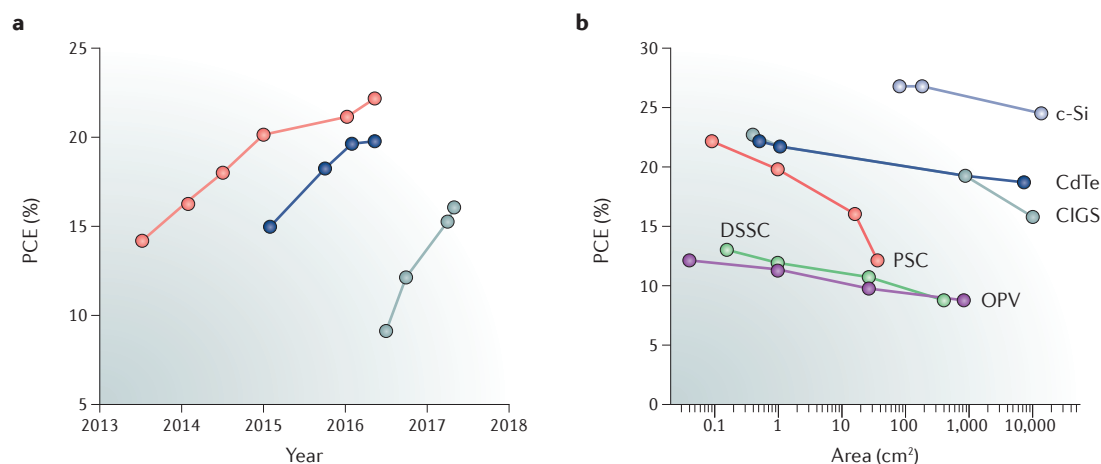 a
25
20
15
10
5
PCE (%)
2013
2014
2015
2016
2017
2018
Year
b
30
25
20
15
10
5
0
PCE (%)
c-Si
CdTe
CIGS
DSSC
PSC
OPV
0.1
1
10
100
1,000
10,000
Area (cm²)